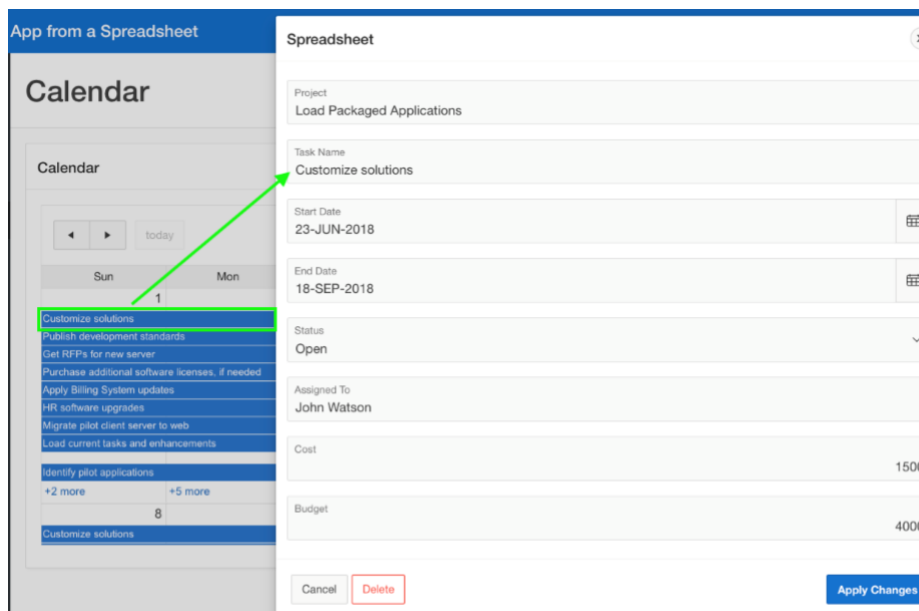 App from a Spreadsheet
Calendar
Calendar
today
Sun Mon
1
Customize solutions
Publish development standards
Get RFPs for new server
Purchase additional software licenses, if needed
Apply Billing System updates
HR software upgrades
Migrate pilot client server to web
Load current tasks and enhancements
Identify pilot applications
+2 more +5 more
8
Customize solutions
Spreadsheet
Project
Load Packaged Applications
Task Name
Customize solutions
Start Date
23-JUN-2018
End Date
18-SEP-2018
Status
Open
Assigned To
John Watson
Cost
1500
Budget
4000
Cancel Delete Apply Changes